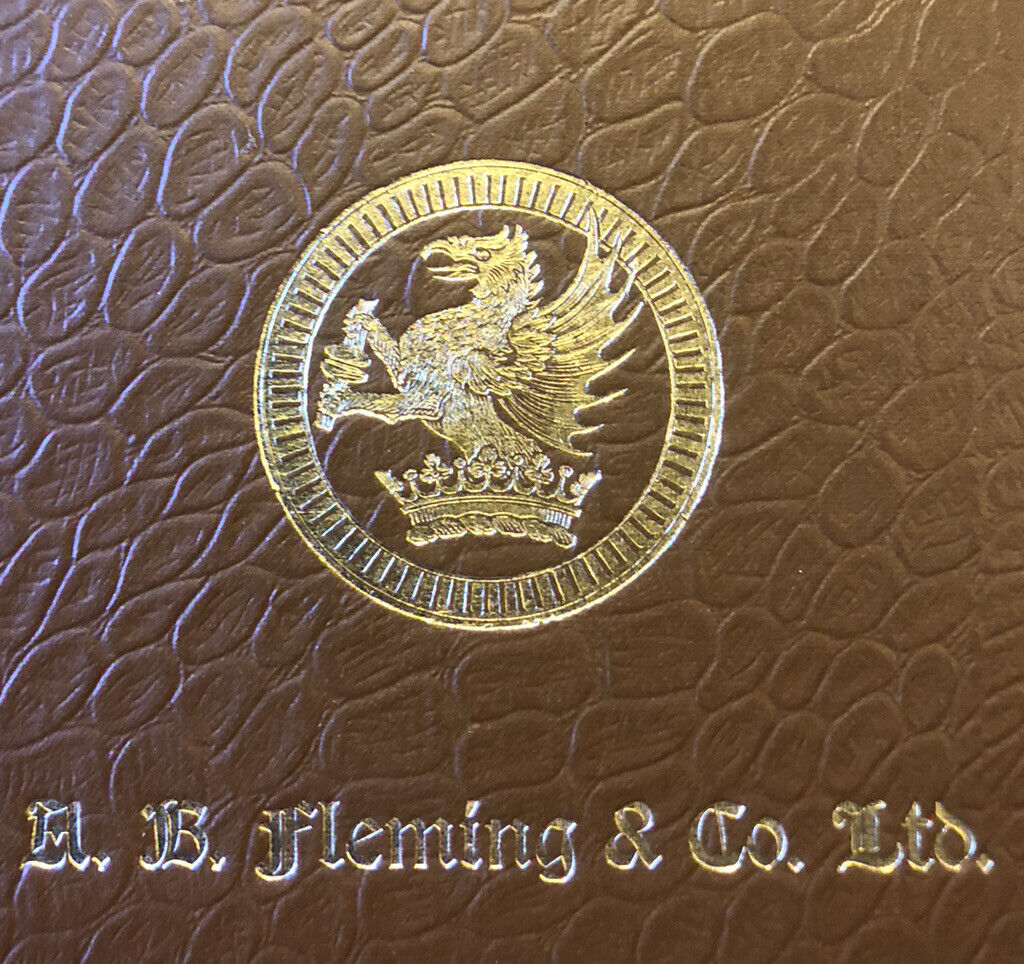 A. B. Fleming & Co. Ltd.